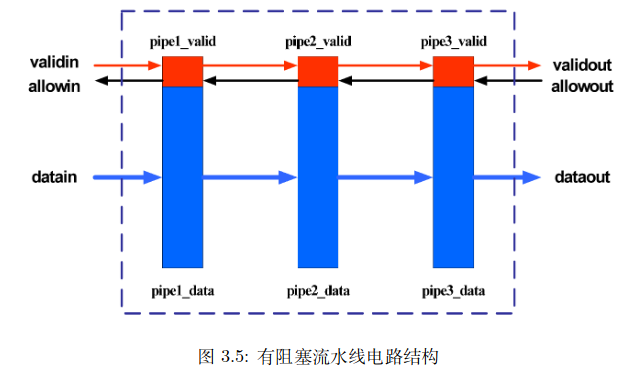 pipe1_valid pipe2_valid pipe3_valid
validin validout
allowin allowout
datain dataout
pipe1_data pipe2_data pipe3_data
图 3.5: 有阻塞流水线电路结构